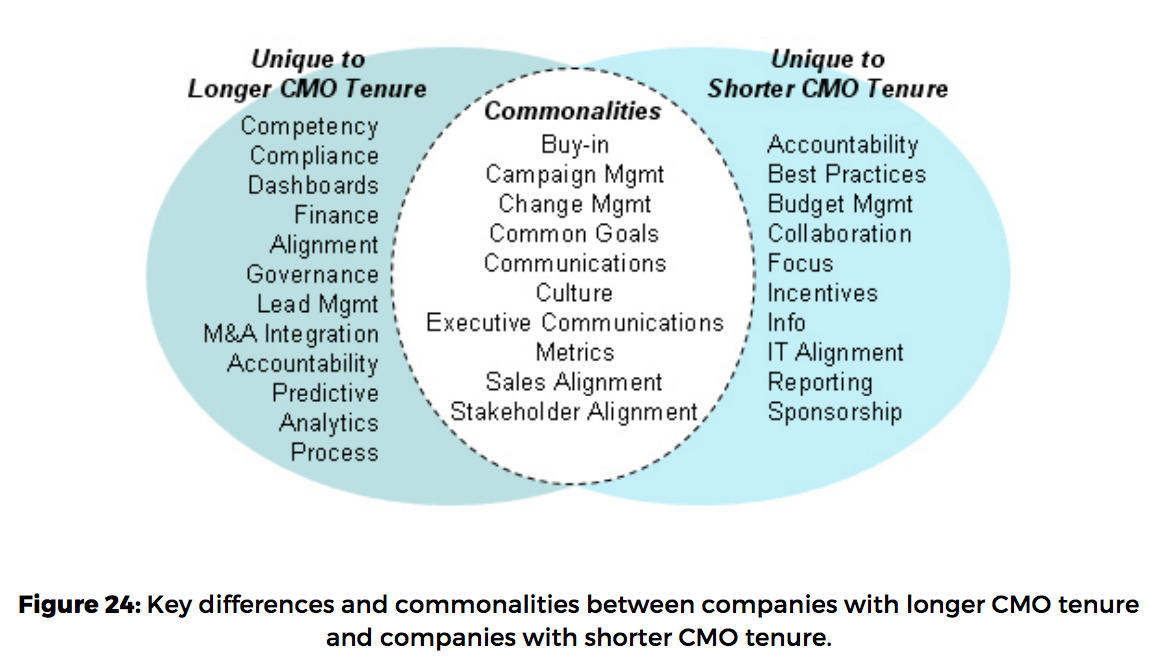 Unique to
Longer CMO Tenure
Competency
Compliance
Dashboards
Finance
Alignment
Governance
Lead Mgmt
M&A Integration
Accountability
Predictive
Analytics
Process
Commonalities
Buy-in
Campaign Mgmt
Change Mgmt
Common Goals
Communications
Culture
Executive Communications
Metrics
Sales Alignment
Stakeholder Alignment
Unique to
Shorter CMO Tenure
Accountability
Best Practices
Budget Mgmt
Collaboration
Focus
Incentives
Info
IT Alignment
Reporting
Sponsorship
Figure 24: Key differences and commonalities between companies with longer CMO tenure
and companies with shorter CMO tenure.